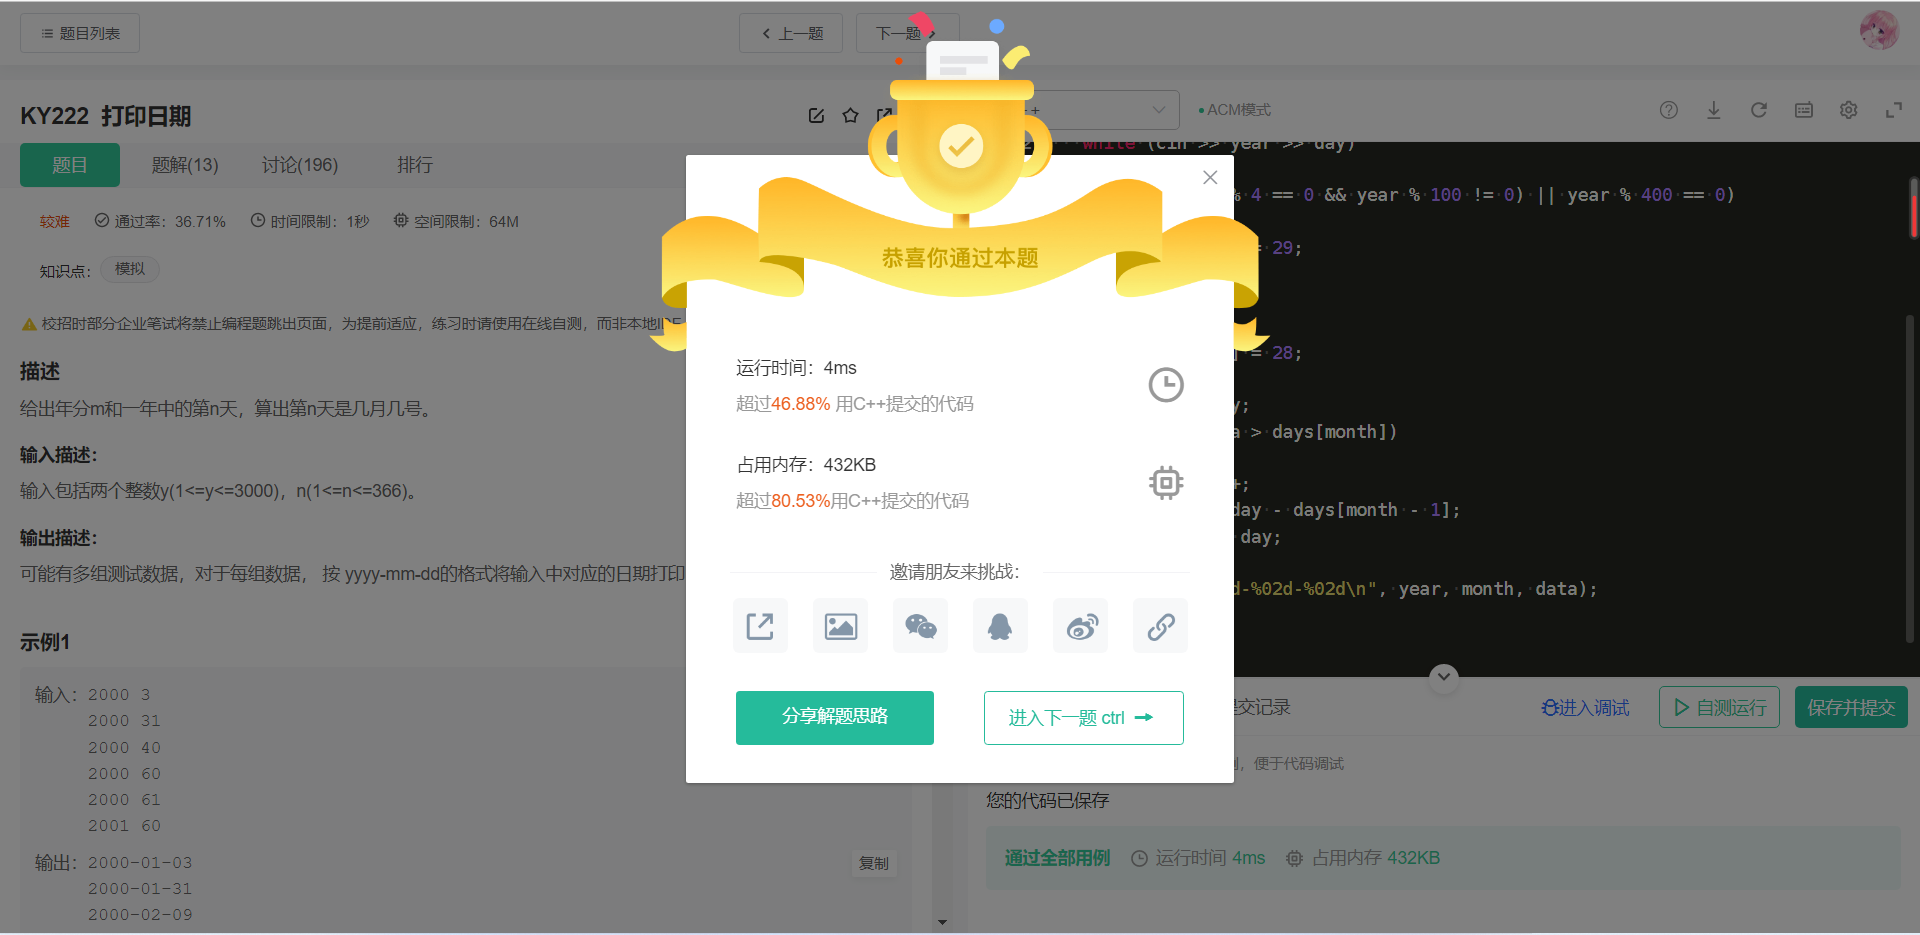 题目列表
上一题
下一题
KY222 打印日期
++
ACM模式
题目
题解(13)
讨论(196)
排行
较难
通过率：36.71%
时间限制：1秒
空间限制：64M
知识点：
模拟
校招时部分企业笔试将禁止编程题跳出页面，为提前适应，练习时请使用在线自测，而非本地IDE
描述
给出年分m和一年中的第n天，算出第n天是几月几号。
输入描述：
输入包括两个整数y(1<=y<=3000)，n(1<=n<=366)。
输出描述：
可能有多组测试数据，对于每组数据， 按 yyyy-mm-dd的格式将输入中对应的日期打印
示例1
输入：
2000 3
2000 31
2000 40
2000 60
2000 61
2001 60
输出：
2000-01-03
2000-01-31
2000-02-09
复制
恭喜你通过本题
运行时间：4ms
超过46.88% 用C++提交的代码
占用内存：432KB
超过80.53%用C++提交的代码
邀请朋友来挑战：
分享解题思路
进入下一题 ctrl
while (cin >> year >> day)
% 4 == 0 && year % 100 != 0) || year % 400 == 0)
= 29;
= 28;
y;
a > days[month])
+;
day - days[month - 1];
day;
d-%02d-%02d\n", year, month, data);
提交记录
进入调试
自测运行
保存并提交
例，便于代码调试
您的代码已保存
通过全部用例
运行时间 4ms
占用内存 432KB